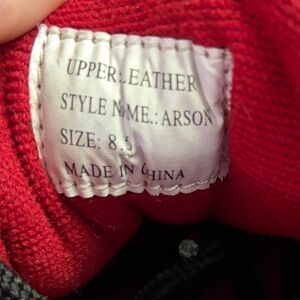 UPPER:LEATHER
STYLE NAME.: ARSON
SIZE: 8.5
MADE IN CHINA